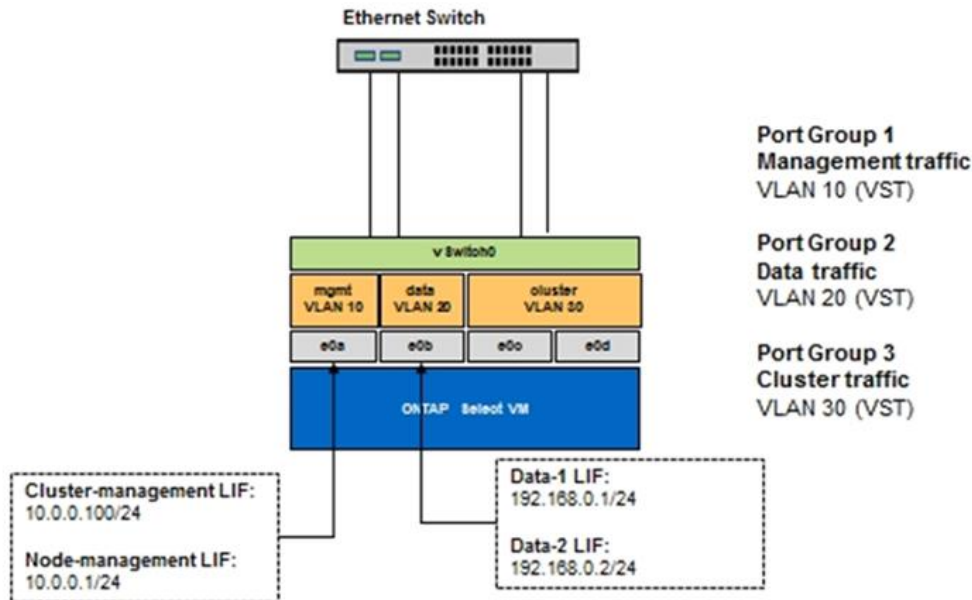 Ethernet Switch
Port Group 1
Management traffic
VLAN 10 (VST)
Port Group 2
Data traffic
VLAN 20 (VST)
Port Group 3
Cluster traffic
VLAN 30 (VST)
v Switch0
mgmt
VLAN 10
data
VLAN 20
cluster
VLAN 30
e0a
e0b
e0c
e0d
ONTAP Select VM
Cluster-management LIF:
10.0.0.100/24
Node-management LIF:
10.0.0.1/24
Data-1 LIF:
192.168.0.1/24
Data-2 LIF:
192.168.0.2/24